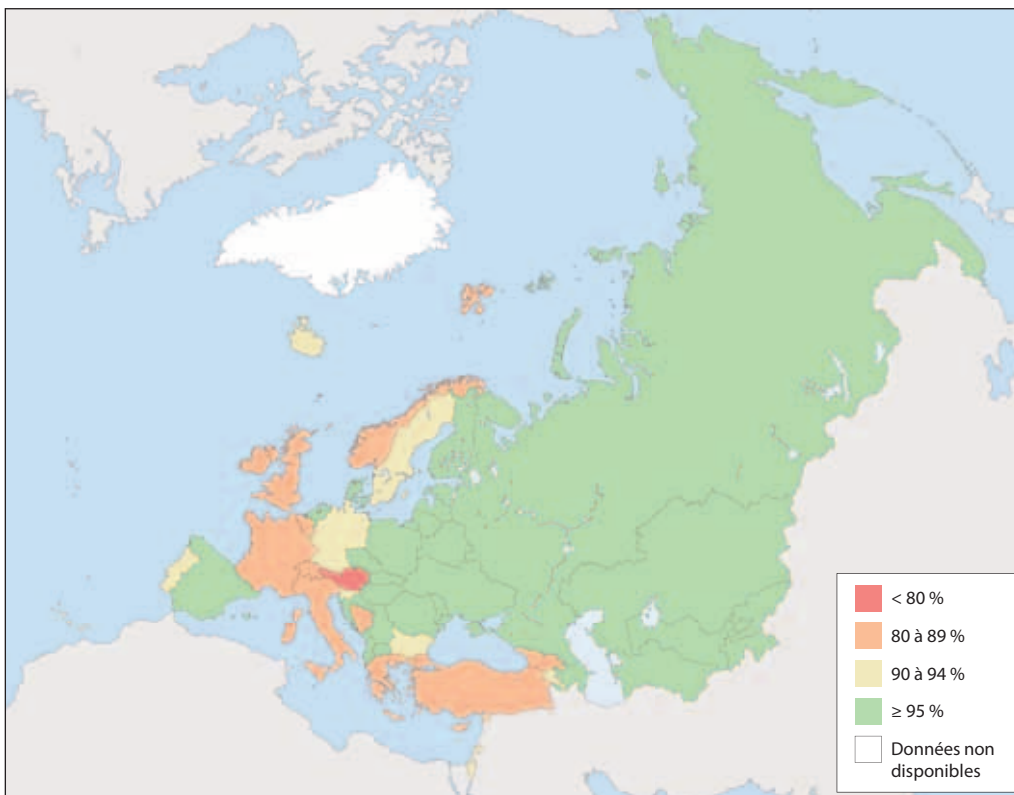 < 80 %
80 à 89 %
90 à 94 %
≥ 95 %
Données non
disponibles